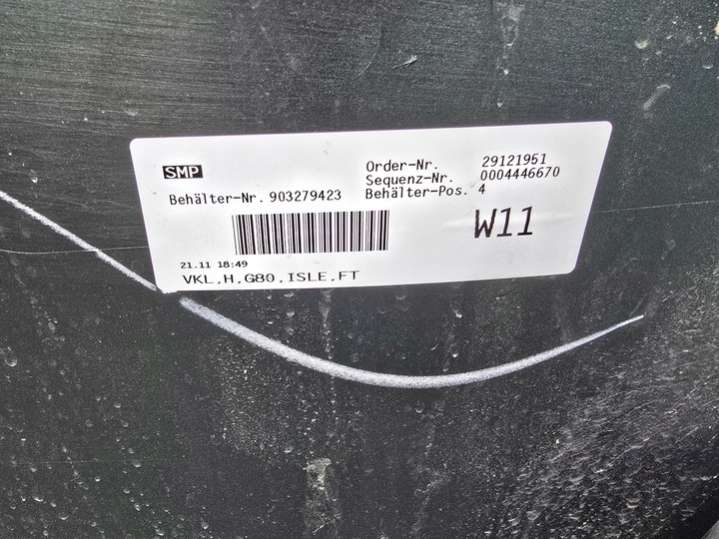 SMP
Order-Nr. 29121951
Sequenz-Nr. 0004446670
Behälter-Nr. 903279423 Behälter-Pos. 4
W11
21.11 18:49
VKL.H.G80.ISLE.FT